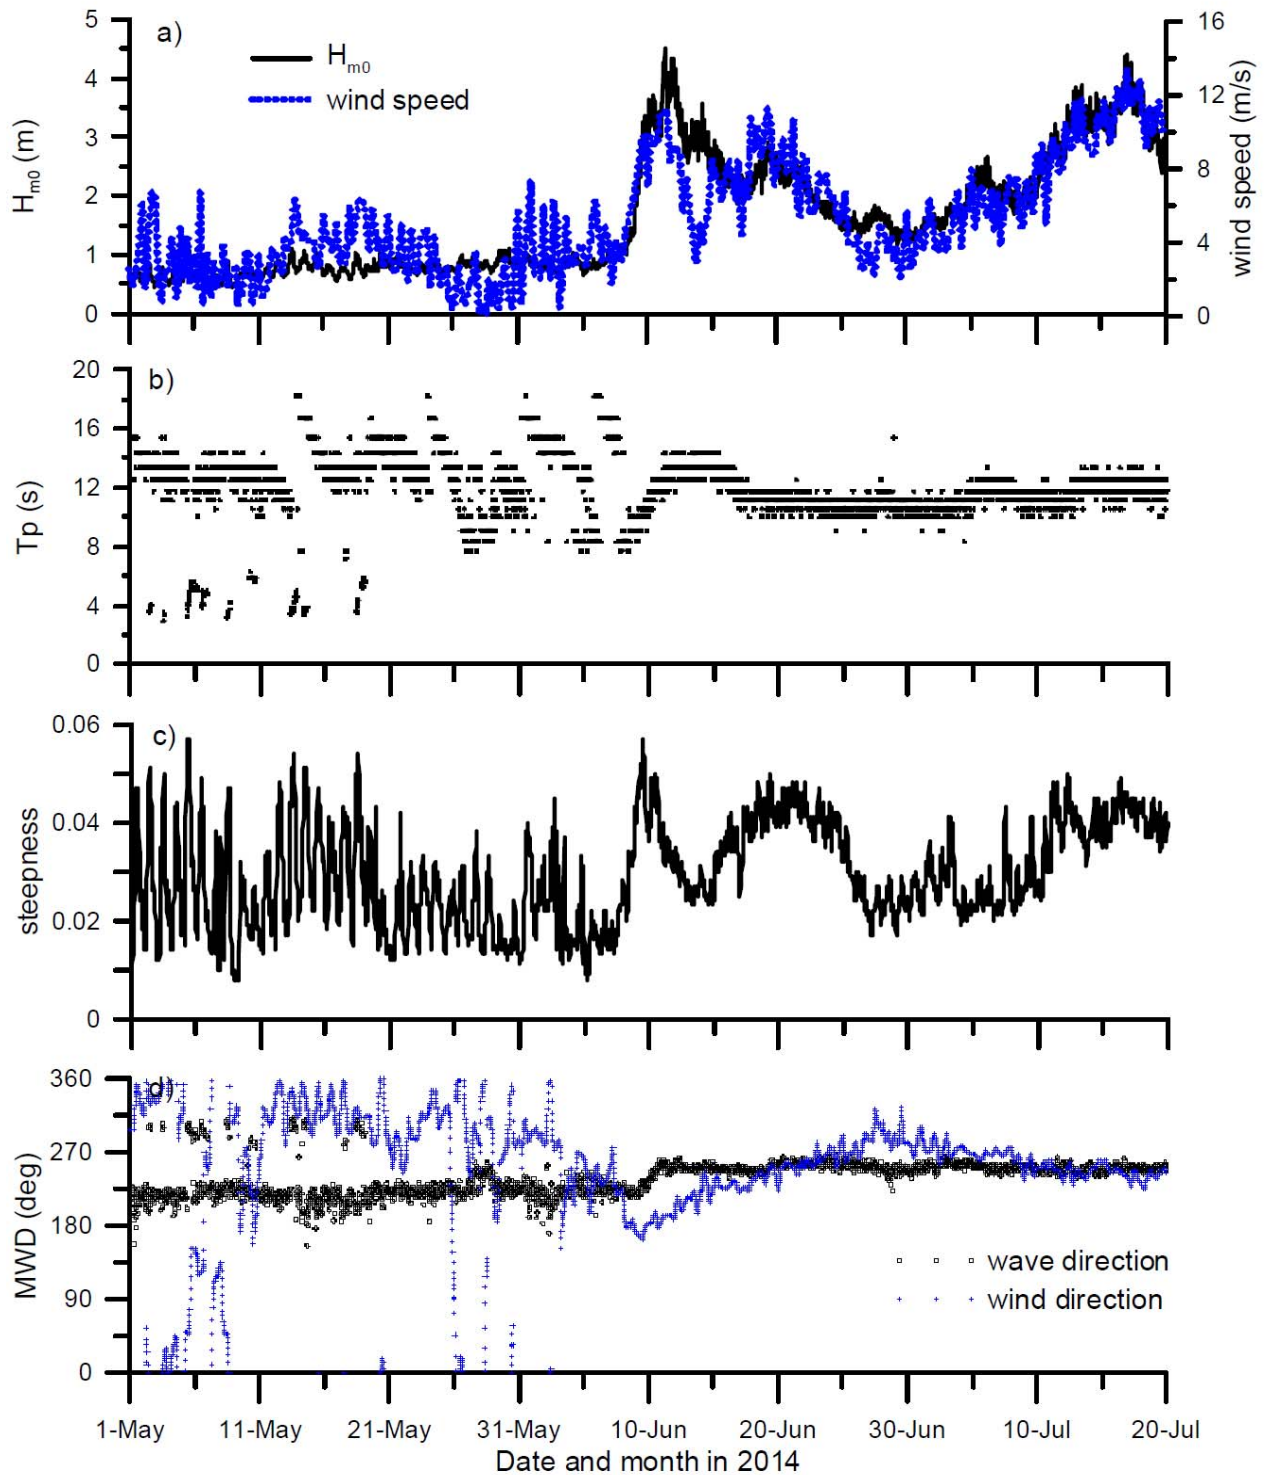 a)
H_m0
wind speed
5
4
3
2
1
0
H_m0 (m)
16
12
8
4
0
wind speed (m/s)
b)
20
16
12
8
4
0
Tp (s)
c)
0.06
0.04
0.02
0
steepness
d)
360
270
180
90
0
MWD (deg)
wave direction
wind direction
1-May 11-May 21-May 31-May 10-Jun 20-Jun 30-Jun 10-Jul 20-Jul
Date and month in 2014